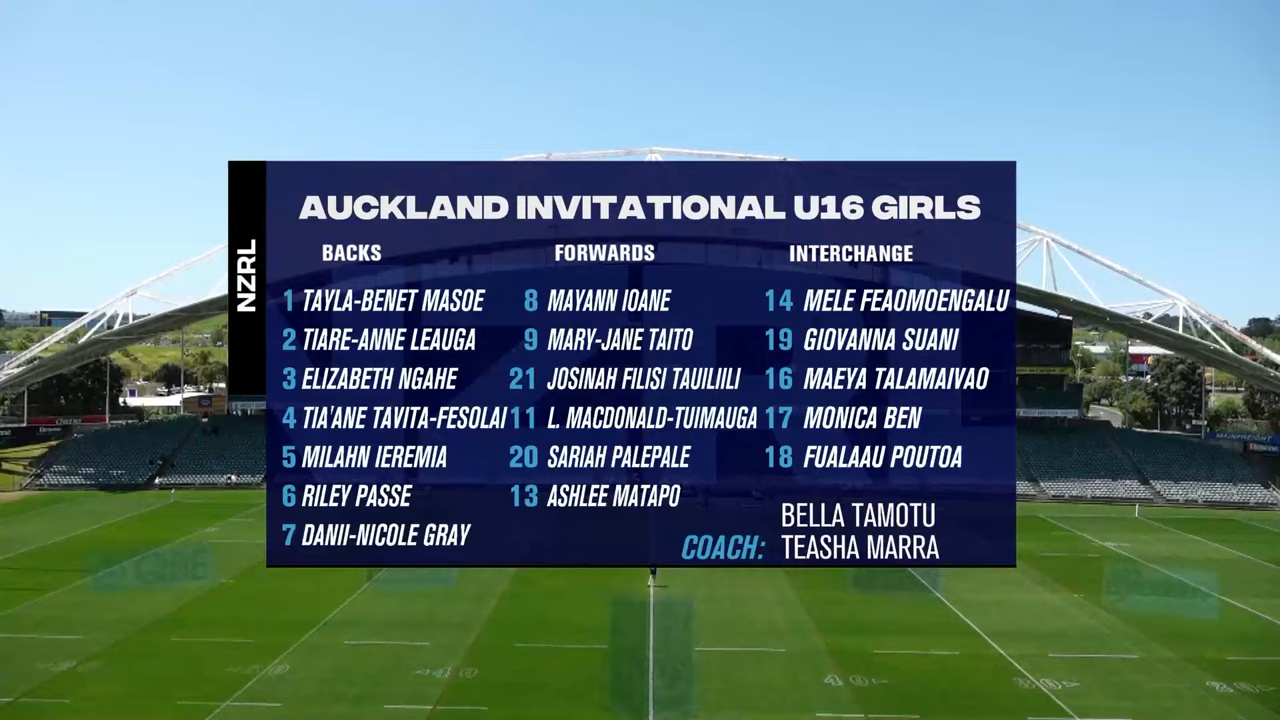 NZRL
AUCKLAND INVITATIONAL U16 GIRLS
BACKS
1 TAYLA-BENET MASOE
2 TIARE-ANNE LEAUGA
3 ELIZABETH NGAHE
4 TIA'ANE TAVITA-FESOLAI
5 MILAHN IEREMIA
6 RILEY PASSE
7 DANII-NICOLE GRAY
FORWARDS
8 MAYANN IOANE
9 MARY-JANE TAITO
21 JOSINAH FILISI TAUILIILI
11 L. MACDONALD-TUIMAUGA
20 SARIAH PALEPALE
13 ASHLEE MATAPO
INTERCHANGE
14 MELE FEAOMOENGALU
19 GIOVANNA SUANI
16 MAEYA TALAMAIVAO
17 MONICA BEN
18 FUALAAU POUTOA
COACH: BELLA TAMOTU
TEASHA MARRA
MAINFREIGHT
40
40